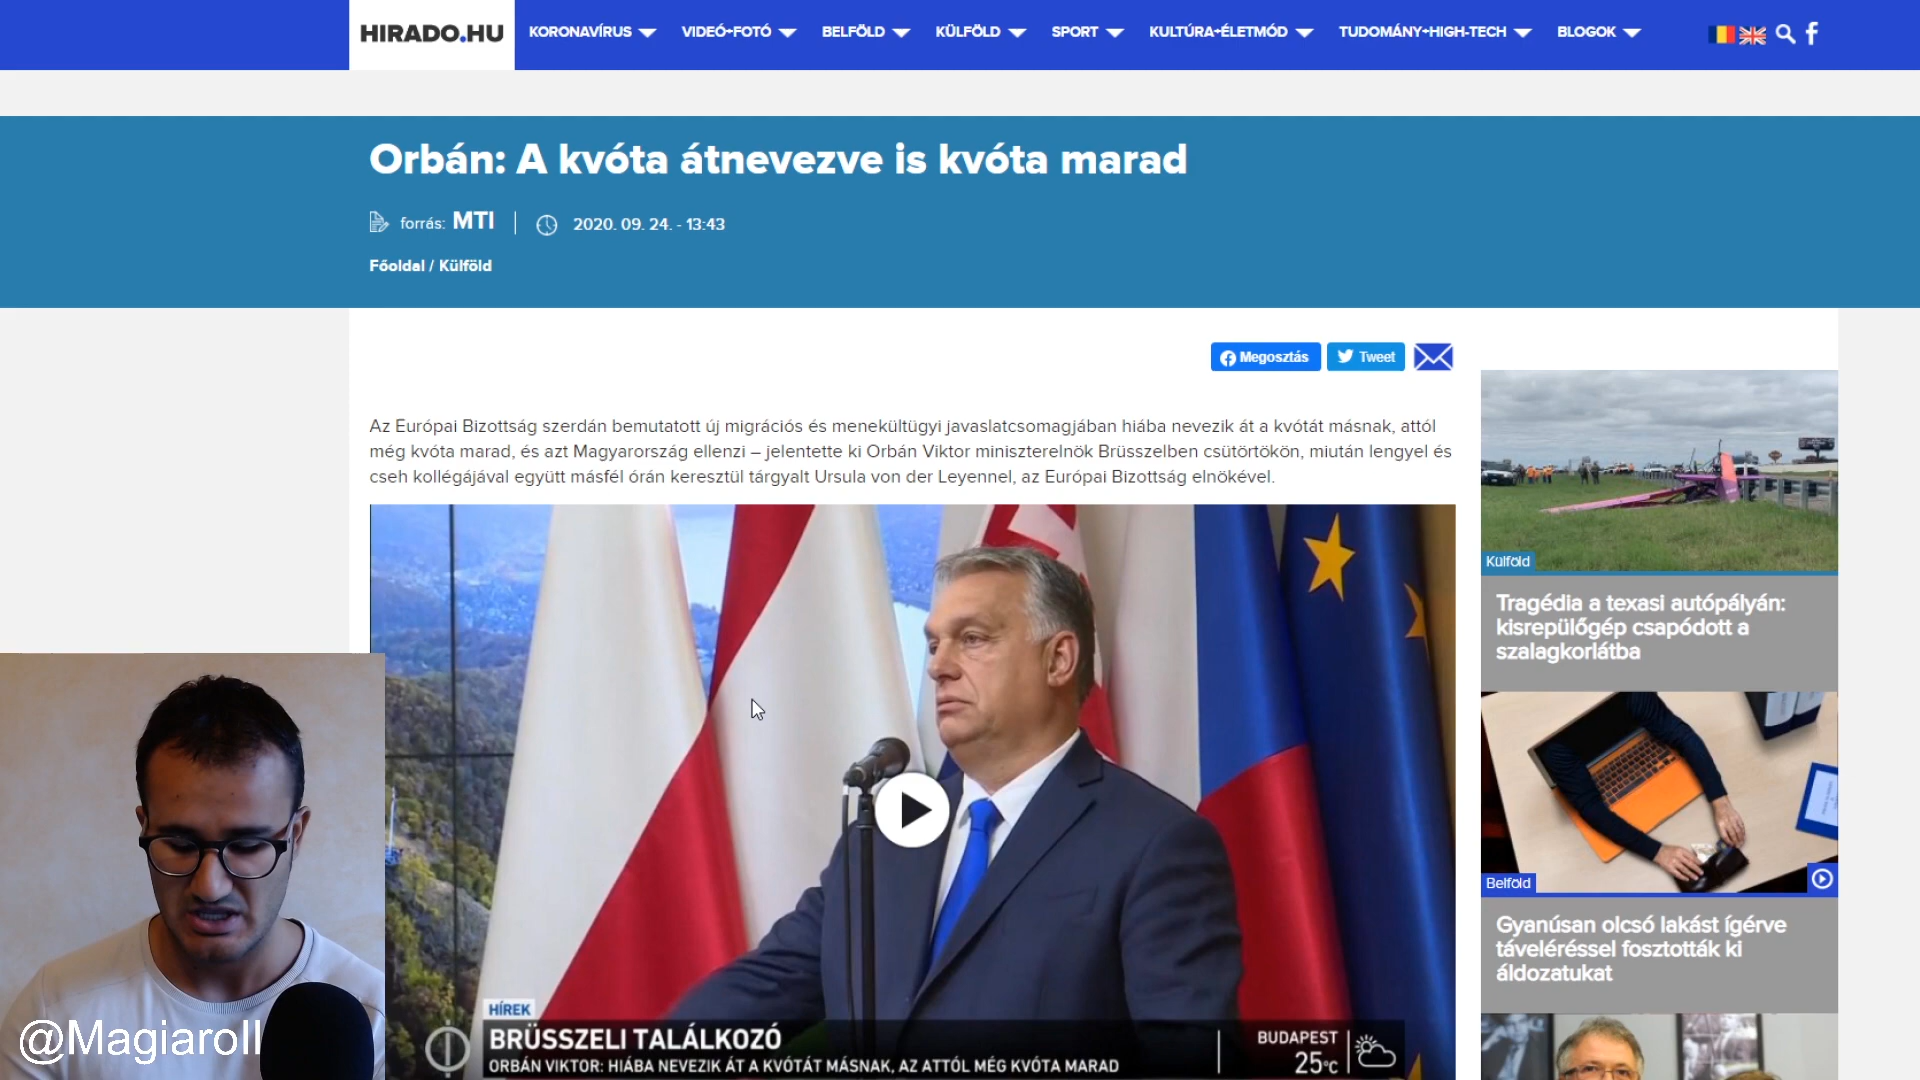 HIRADO.HU
KORONAVÍRUS VIDEÓ+FOTÓ BELFÖLD KÜLFÖLD SPORT KULTÚRA+ÉLETMÓD TUDOMÁNY+HIGH-TECH BLOGOK
Orbán: A kvóta átnevezve is kvóta marad
forrás: MTI | 2020. 09. 24. - 13:43
Főoldal / Külföld
Megosztás Tweet
Az Európai Bizottság szerdán bemutatott új migrációs és menekültügyi javaslatcsomagjában hiába nevezik át a kvótát másnak, attól
még kvóta marad, és azt Magyarország ellenzi – jelentette ki Orbán Viktor miniszterelnök Brüsszelben csütörtökön, miután lengyel és
cseh kollégájával együtt másfél órán keresztül tárgyalt Ursula von der Leyennel, az Európai Bizottság elnökével.
HÍREK
BRÜSSZELI TALÁLKOZÓ
ORBÁN VIKTOR: HIÁBA NEVEZIK ÁT A KVÓTÁT MÁSNAK, AZ ATTÓL MÉG KVÓTA MARAD
BUDAPEST
25°C
Külföld
Tragédia a texasi autópályán:
kisrepülőgép csapódott a
szalagkorlátba
Belföld
Gyanúsan olcsó lakást ígérve
táveléréssel fosztották ki
áldozatukat
@Magiaroll